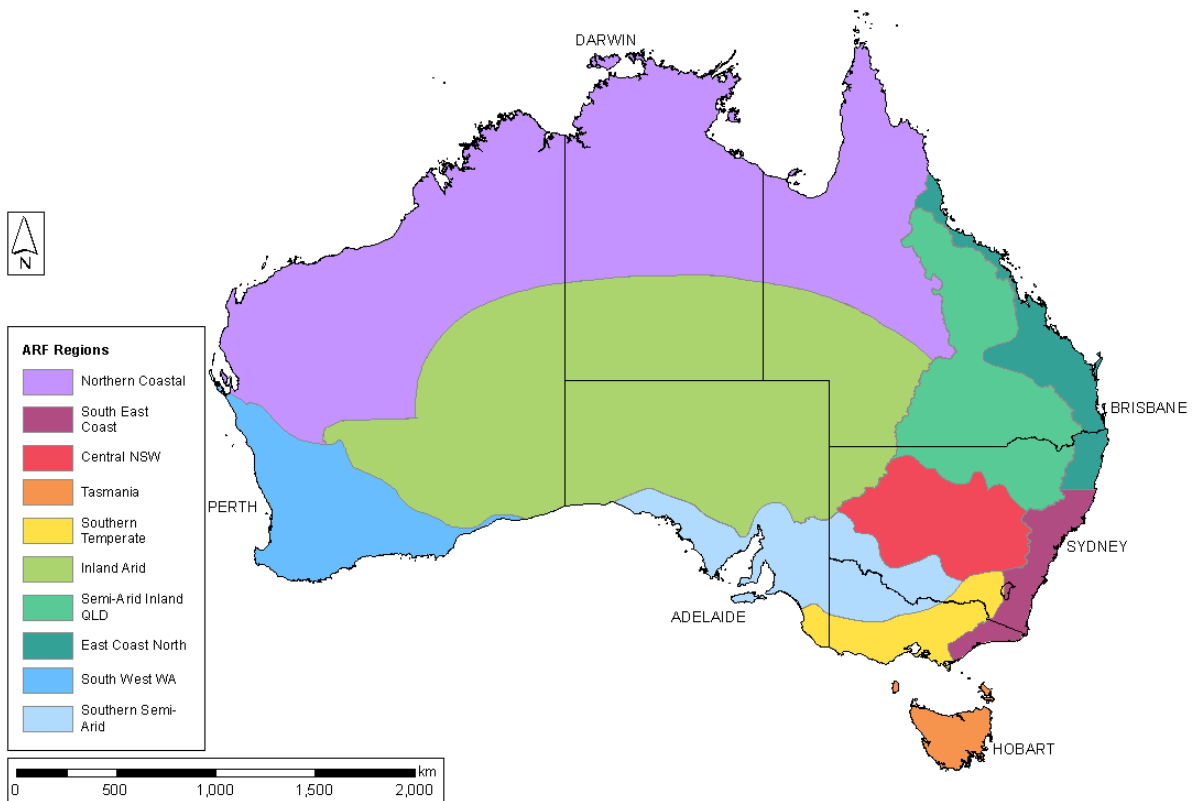 DARWIN
N
ARF Regions
Northern Coastal
South East
Coast
Central NSW
Tasmania
Southern
Temperate
Inland Arid
Semi-Arid Inland
QLD
East Coast North
South West WA
Southern Semi-
Arid
BRISBANE
PERTH
SYDNEY
ADELAIDE
HOBART
km
0 500 1,000 1,500 2,000